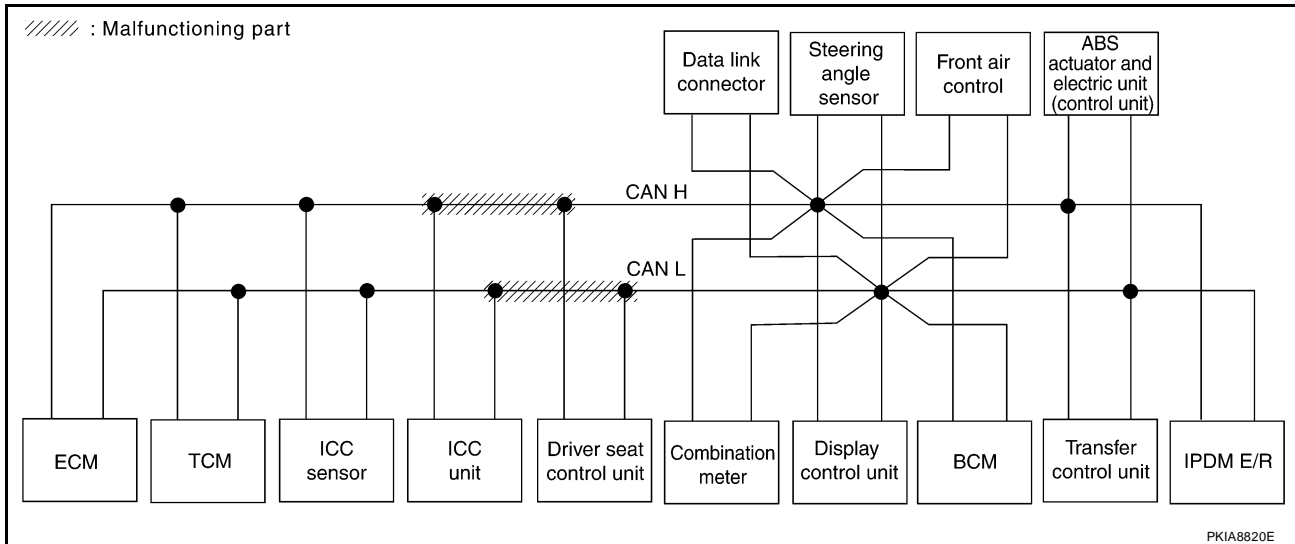 : Malfunctioning part
Data link
connector
Steering
angle
sensor
Front air
control
ABS
actuator and
electric unit
(control unit)
CAN H
CAN L
ECM
TCM
ICC
sensor
ICC
unit
Driver seat
control unit
Combination
meter
Display
control unit
BCM
Transfer
control unit
IPDM E/R
PKIA8820E